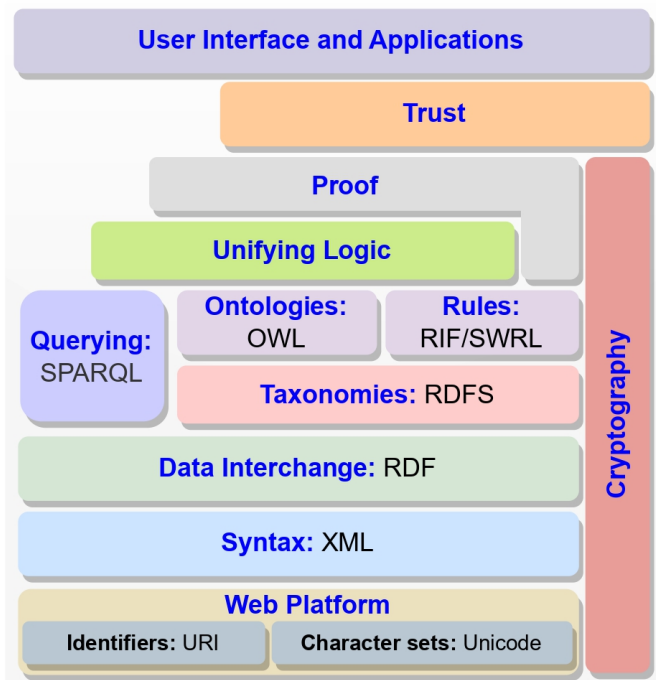 User Interface and Applications
Trust
Proof
Unifying Logic
Querying:
SPARQL
Ontologies:
OWL
Rules:
RIF/SWRL
Taxonomies: RDFS
Data Interchange: RDF
Syntax: XML
Web Platform
Identifiers: URI
Character sets: Unicode
Cryptography